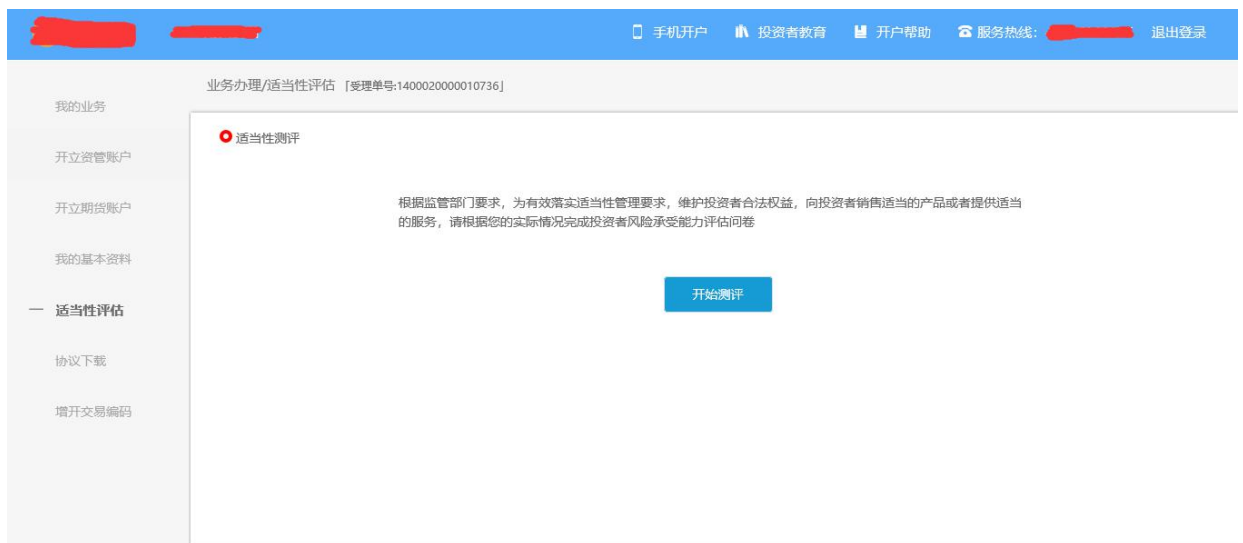 手机开户 投资者教育 开户帮助 服务热线: 退出登录
业务办理/适当性评估「受理单号:1400020000010736」
我的业务
开立资管账户
开立期货账户
我的基本资料
适当性评估
协议下载
增开交易编码
适当性测评
根据监管部门要求，为有效落实适当性管理要求，维护投资者合法权益，向投资者销售适当的产品或者提供适当
的服务，请根据您的实际情况完成投资者风险承受能力评估问卷
开始测评